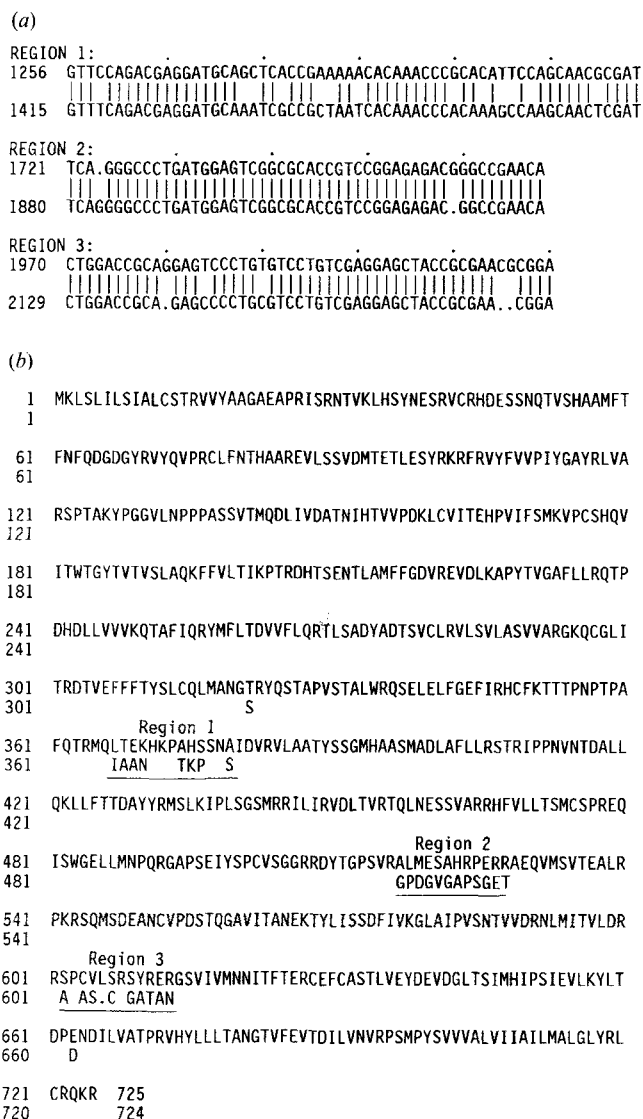 (a)
REGION 1:
1256 GTTCCAGACGAGGATGCAGCTCACCGAAAAACACAAACCCGCACATTCCAGCAACGCGAT
1415 GTTTCAGACGAGGATGCAAATCGCCGCTAATCACAAACCCACAAAGCCAAGCAACTCGAT
REGION 2:
1721 TCA.GGGCCCTGATGGAGTCGGCGCACCGTCCGGAGAGACGGGCCGAACA
1880 TCAGGGGCCCTGATGGAGTCGGCGCACCGTCCGGAGAGAC.GGCCGAACA
REGION 3:
1970 CTGGACCGCAGGAGTCCCTGTGTCCTGTCGAGGAGCTACCGCGAACGCGGA
2129 CTGGACCGCA.GAGCCCCTGCGTCCTGTCGAGGAGCTACCGCGAA..CGGA
(b)
1 MKLSLILSIALCSTRVVYAAGAEAPRISRNTVKLHSYNESRVCRHDESSNQTVSHAAMFT
1
61 FNFQDGDGYRVYQVPRCLFNTHAAREVLSSVDMTETLESYRKRFRVYFVVPIYGAYRLVA
61
121 RSPTAKYPGGVLNPPPASSVTMQDLIVDATNIHTVVPDKLCVITEHPVIFSMKVPCSHQV
121
181 ITWTGYTVTVSLAQKFFVLTIKPTRDHTSENTLAMFFGDVREVDLKAPYTVGAFLLRQTP
181
241 DHDLLVVVKQTAFIQRYMFLTDVVFLQRTLSADYADTSVCLRVLSVLASVVARGKQCGLI
241
301 TRDTVEFFFTYSLCQLMANGTRYQSTAPVSTALWRQSELELFGEFIRHCFKTTTPNPTPA
301 S
Region 1
361 FQTRMQLTEKHKPAHSSNAIDVRVLAATYSSGMHAASMADLAFLLRSTRIPPNVNTDALL
361 IAAN TKP S
421 QKLLFTTDAYYRMSLKIPLSGSMRRILIRVDLTVRTQLNESSVARRHFVLLTSMCSPREQ
421
Region 2
481 ISWGELLMNPQRGAPSEIYSPCVSGGRRDYTGPSVRALMESAHRPERRAEQVMSVTEALR
481 GPDGVGAPSGET
541 PKRSQMSDEANCVPDSTQGAVITANEKTYLISSDFIVKGLAIPVSNTVVDRNLMITVLDR
541
Region 3
601 RSPCVLSRSYRERGSVIVMNNITFTERCEFCASTLVEYDEVDGLTSIMHIPSIEVLKYLT
601 A AS.C GATAN
661 DPENDILVATPRVHYLLLTANGTVFEVTDILVNVRPSMPYSVVVALVIIAILMALGLYRL
660 D
721 CRQKR 725
720 724